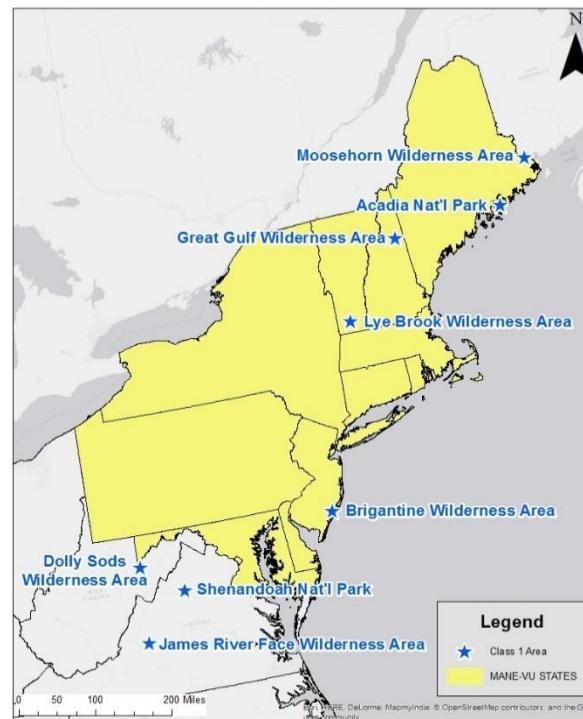 N
Moosehorn Wilderness Area
Acadia Nat'l Park
Great Gulf Wilderness Area
Lye Brook Wilderness Area
Brigantine Wilderness Area
Dolly Sods
Wilderness Area
Shenandoah Nat'l Park
James River Face Wilderness Area
Legend
Class 1 Area
MANE-VU STATES
0 50 100 200 Miles
HERE, DeLorme, MapmyIndia, © OpenStreetMap contributors, and the G
community